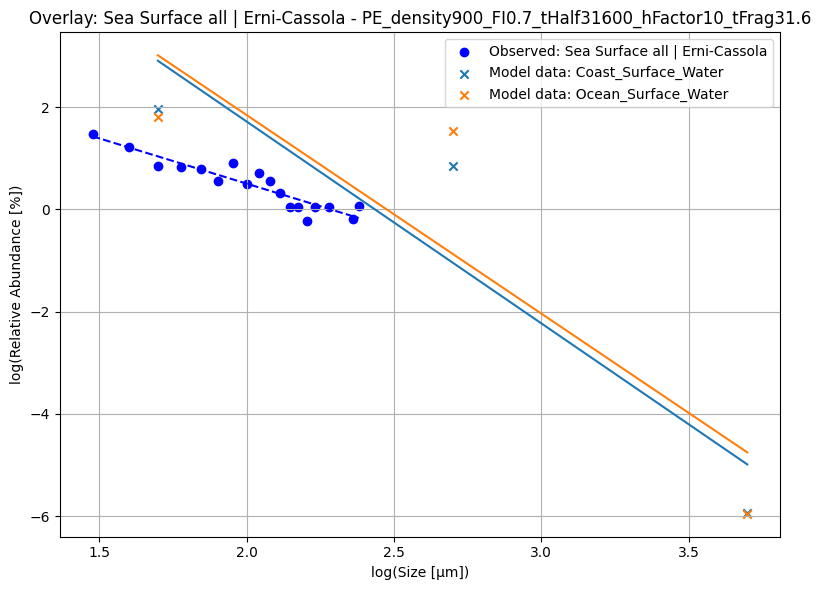 Overlay: Sea Surface all | Erni-Cassola - PE_density900_FI0.7_tHalf31600_hFactor10_tFrag31.6
Observed: Sea Surface all | Erni-Cassola
Model data: Coast_Surface_Water
Model data: Ocean_Surface_Water
log(Relative Abundance [%])
2
0
−2
−4
−6
1.5
2.0
2.5
3.0
3.5
log(Size [µm])